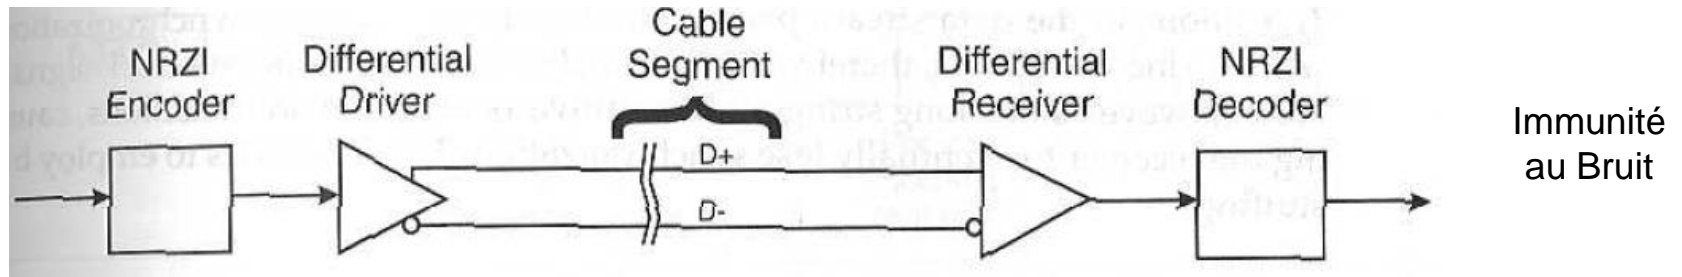 NRZI
Encoder
Differential
Driver
Cable
Segment
D+
D-
Differential
Receiver
NRZI
Decoder
Immunité
au Bruit